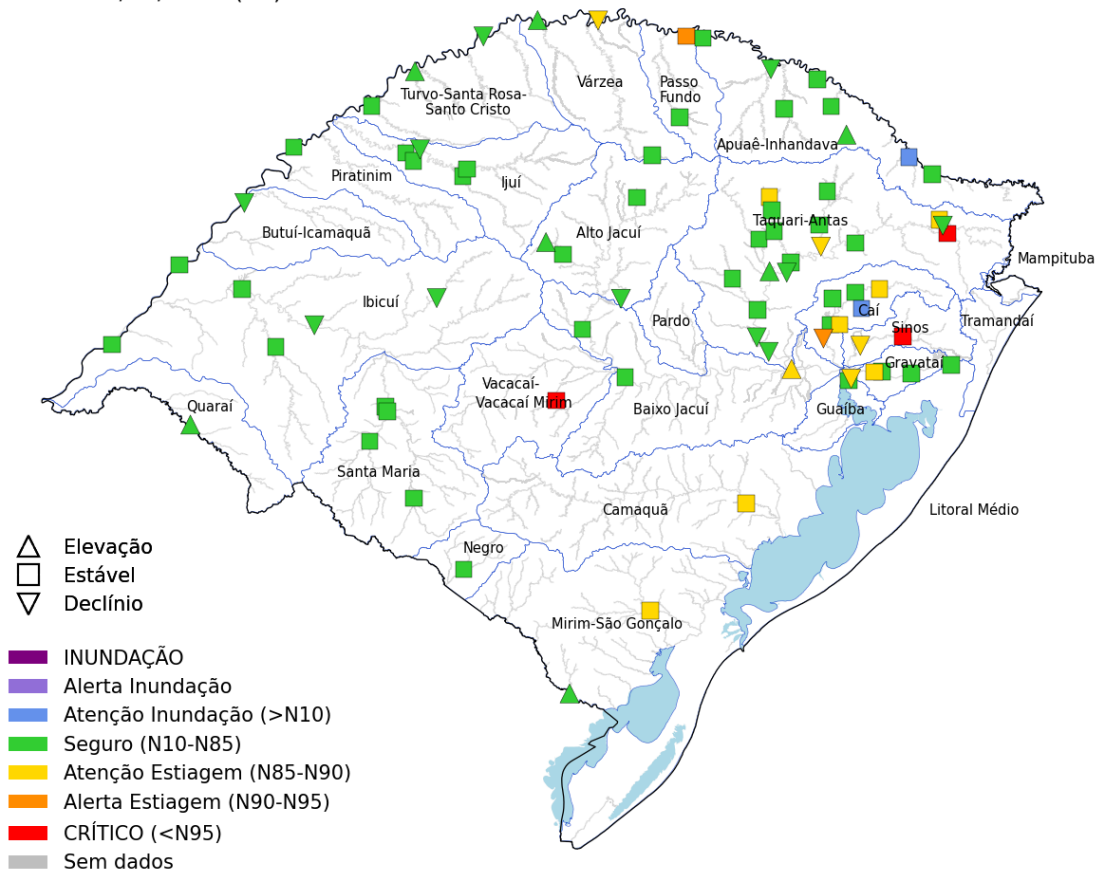 Várzea
Passo
Fundo
Turvo-Santa Rosa-
Santo Cristo
Apuaê-Inhandava
Piratinim
Ijuí
Taquari-Antas
Butuí-Icamaquã
Alto Jacuí
Mampituba
Ibicuí
Caí
Pardo
Sinos
Tramandaí
Gravataí
Vacacaí-
Vacacaí Mirim
Quaraí
Baixo Jacuí
Guaíba
Santa Maria
Camaquã
Litoral Médio
Negro
Mirim-São Gonçalo
Elevação
Estável
Declínio
INUNDAÇÃO
Alerta Inundação
Atenção Inundação (>N10)
Seguro (N10-N85)
Atenção Estiagem (N85-N90)
Alerta Estiagem (N90-N95)
CRÍTICO (<N95)
Sem dados